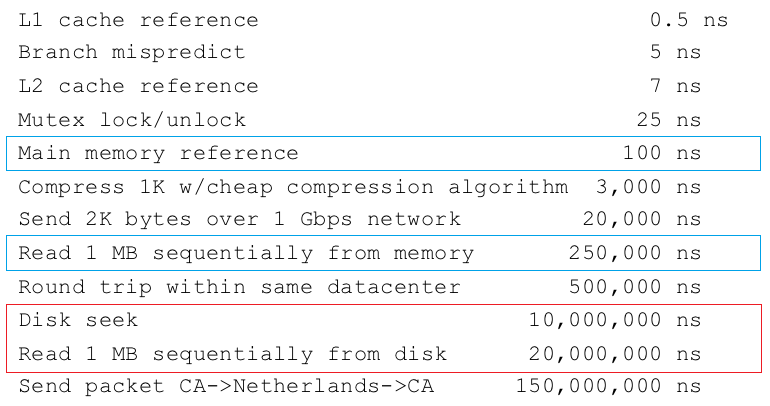 L1 cache reference 0.5 ns
Branch mispredict 5 ns
L2 cache reference 7 ns
Mutex lock/unlock 25 ns
Main memory reference 100 ns
Compress 1K w/cheap compression algorithm 3,000 ns
Send 2K bytes over 1 Gbps network 20,000 ns
Read 1 MB sequentially from memory 250,000 ns
Round trip within same datacenter 500,000 ns
Disk seek 10,000,000 ns
Read 1 MB sequentially from disk 20,000,000 ns
Send packet CA->Netherlands->CA 150,000,000 ns